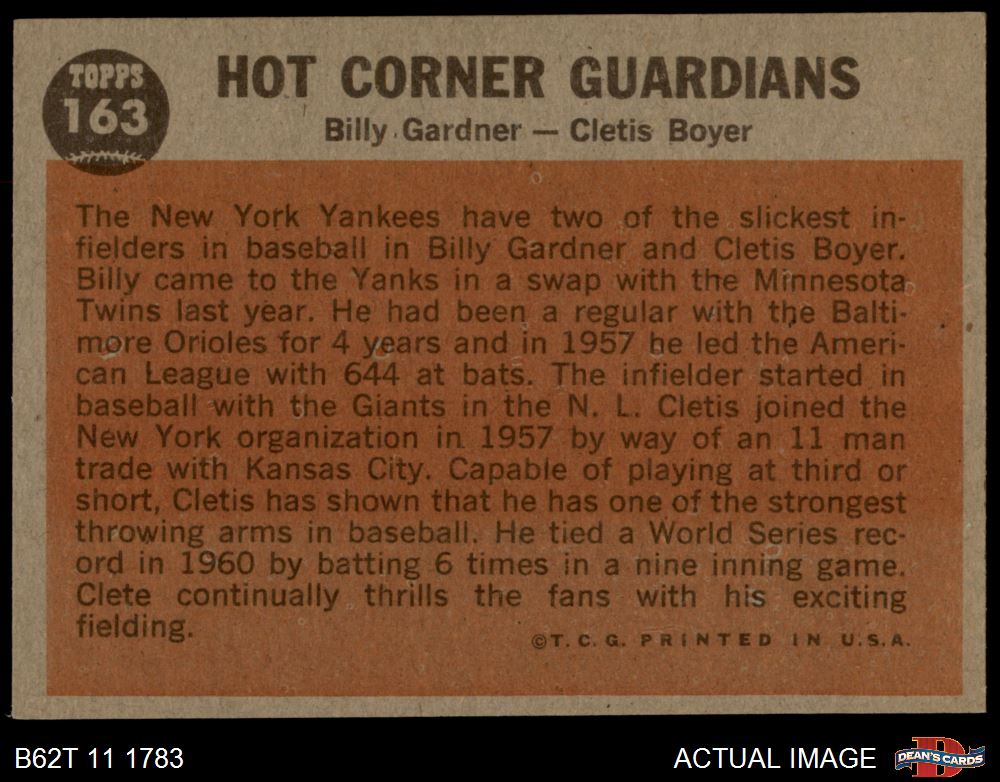 TOPPS
163
HOT CORNER GUARDIANS
Billy Gardner — Cletis Boyer
The New York Yankees have two of the slickest in-
fielders in baseball in Billy Gardner and Cletis Boyer.
Billy came to the Yanks in a swap with the Minnesota
Twins last year. He had been a regular with the Balti-
more Orioles for 4 years and in 1957 he led the Ameri-
can League with 644 at bats. The infielder started in
baseball with the Giants in the N. L. Cletis joined the
New York organization in 1957 by way of an 11 man
trade with Kansas City. Capable of playing at third or
short, Cletis has shown that he has one of the strongest
throwing arms in baseball. He tied a World Series rec-
ord in 1960 by batting 6 times in a nine inning game.
Clete continually thrills the fans with his exciting
fielding.
©T. C. G. PRINTED IN U.S.A.
B62T 11 1783
ACTUAL IMAGE
D
DEAN'S CARDS